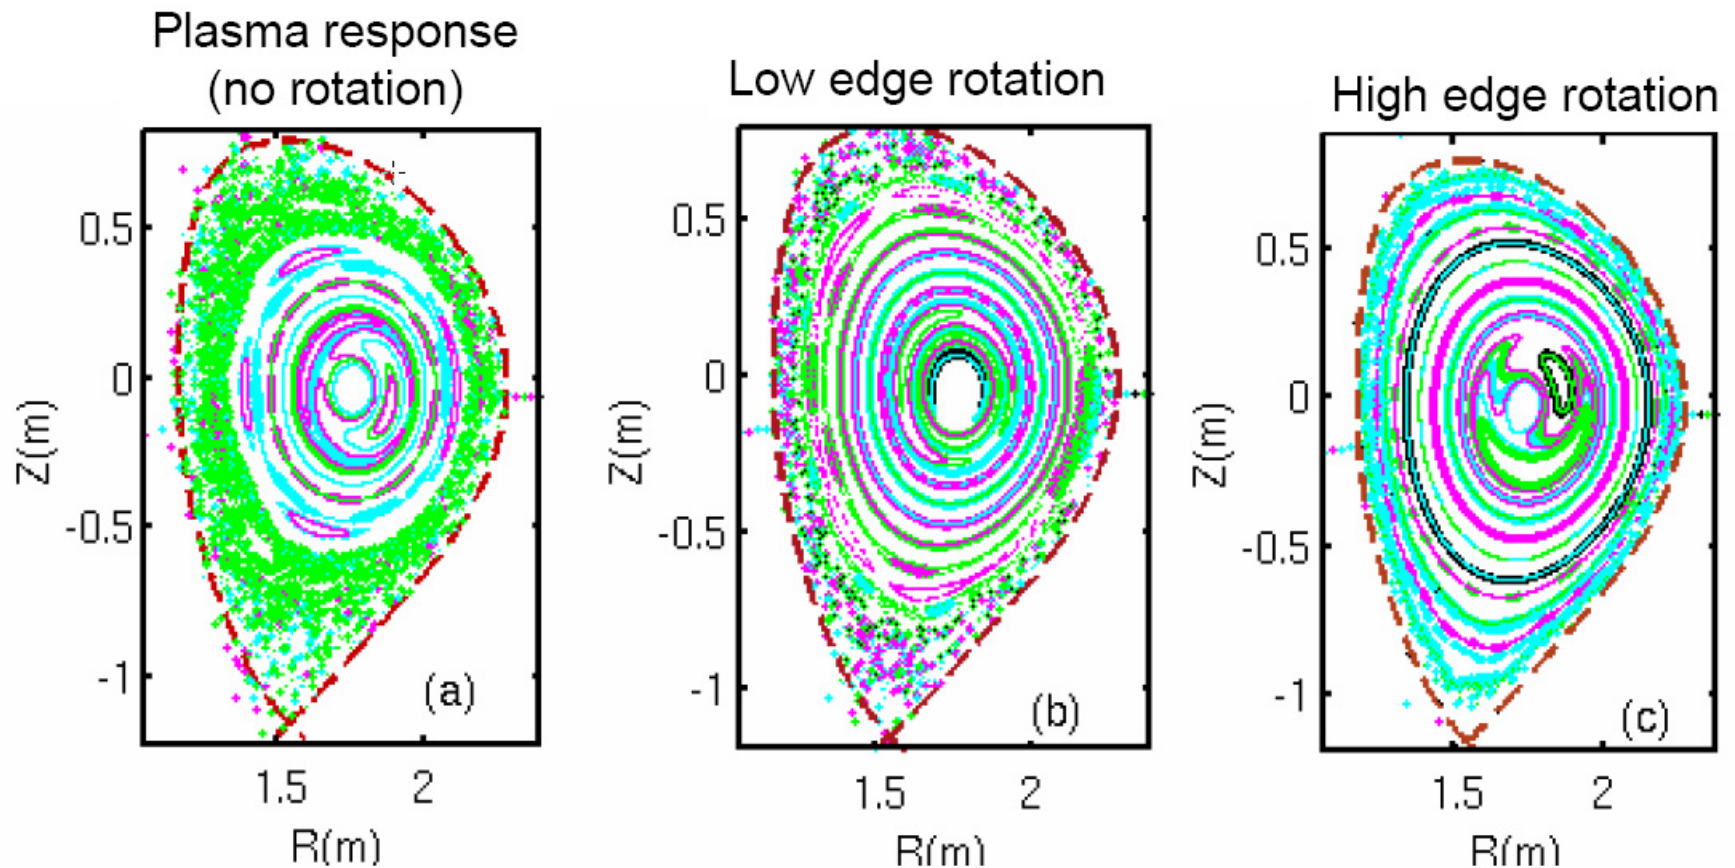 Plasma response
(no rotation)
Low edge rotation
High edge rotation
0.5
0
-0.5
-1
Z(m)
(a)
1.5
2
R(m)
0.5
0
-0.5
-1
Z(m)
(b)
1.5
2
R(m)
0.5
0
-0.5
-1
Z(m)
(c)
1.5
2
R(m)